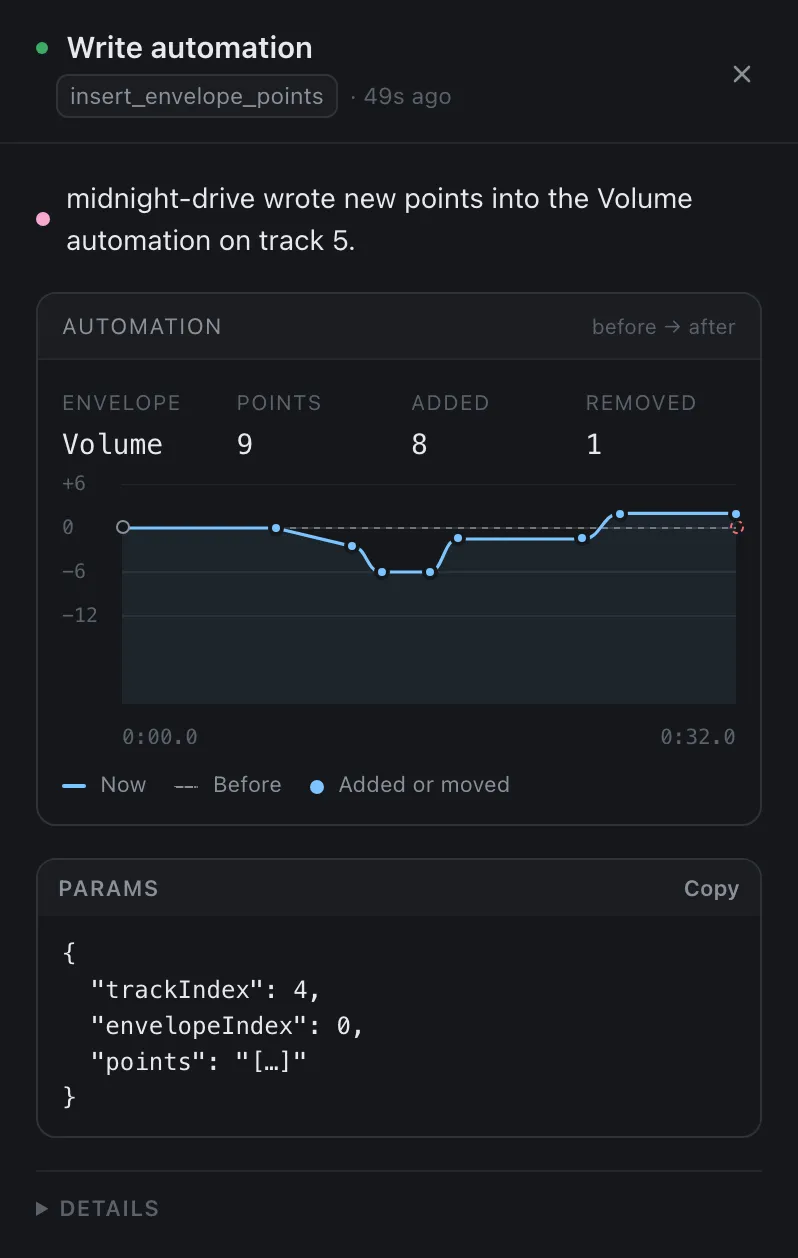 Write automation
insert_envelope_points · 49s ago
midnight-drive wrote new points into the Volume
automation on track 5.
AUTOMATION before → after
ENVELOPE POINTS ADDED REMOVED
Volume 9 8 1
+6
0
−6
−12
0:00.0 0:32.0
Now Before Added or moved
PARAMS Copy
{
"trackIndex": 4,
"envelopeIndex": 0,
"points": "[…]"
}
DETAILS